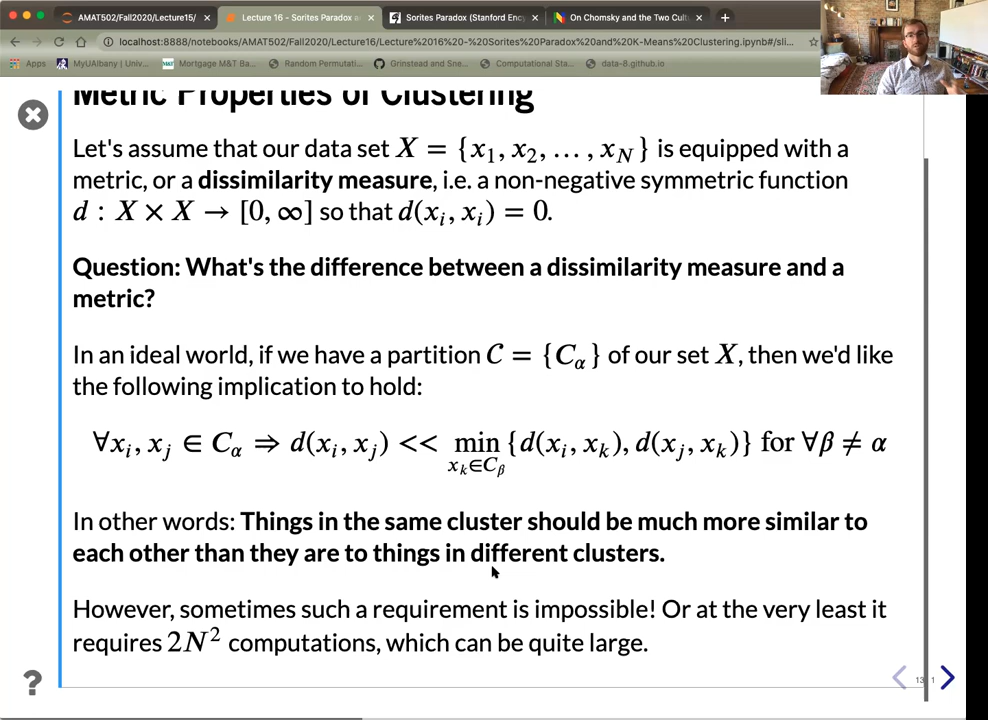 AMAT502/Fall2020/Lecture15/
Lecture 16 - Sorites Paradox a
Sorites Paradox (Stanford Ency
On Chomsky and the Two Cult
localhost:8888/notebooks/AMAT502/Fall2020/Lecture16/Lecture%2016%20-%20Sorites%20Paradox%20and%20K-Means%20Clustering.ipynb#/sli...
Apps
MyUAlbany | Univ...
Mortgage M&T Ba...
Random Permutati...
Grinstead and Sne...
Computational Sta...
data-8.github.io
Metric Properties of Clustering
Let's assume that our data set X = {x₁, x₂, … , x_N} is equipped with a
metric, or a dissimilarity measure, i.e. a non-negative symmetric function
d : X × X → [0, ∞] so that d(xᵢ, xᵢ) = 0.
Question: What's the difference between a dissimilarity measure and a
metric?
In an ideal world, if we have a partition C = {C_α} of our set X, then we'd like
the following implication to hold:
∀xᵢ, xⱼ ∈ C_α ⇒ d(xᵢ, xⱼ) << min_{x_k∈C_β} {d(xᵢ, x_k), d(xⱼ, x_k)} for ∀β ≠ α
In other words: Things in the same cluster should be much more similar to
each other than they are to things in different clusters.
However, sometimes such a requirement is impossible! Or at the very least it
requires 2N² computations, which can be quite large.
?